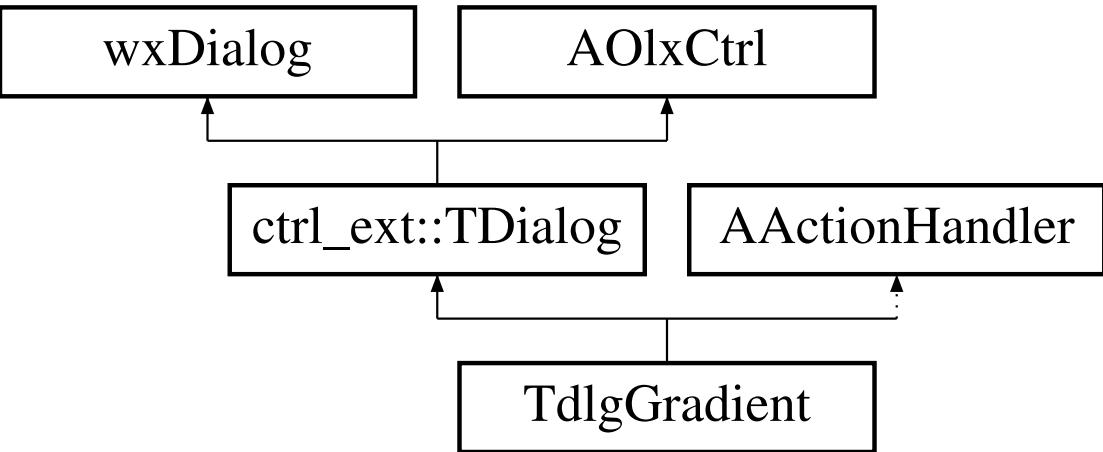 wxDialog
AOlxCtrl
ctrl_ext::TDialog
AActionHandler
TdlgGradient